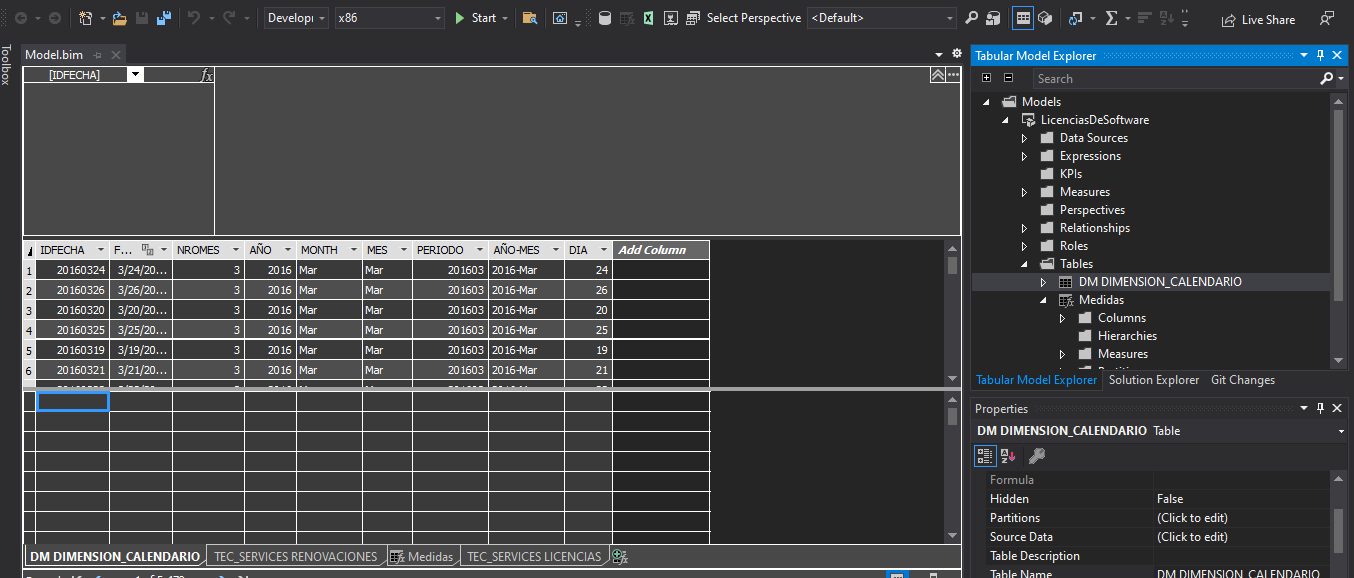 Developı x86 Start Select Perspective <Default> Live Share
Toolbox
Model.bim
[IDFECHA] fx
IDFECHA F... NROMES AÑO MONTH MES PERIODO AÑO-MES DIA Add Column
1 20160324 3/24/20... 3 2016 Mar Mar 201603 2016-Mar 24
2 20160326 3/26/20... 3 2016 Mar Mar 201603 2016-Mar 26
3 20160320 3/20/20... 3 2016 Mar Mar 201603 2016-Mar 20
4 20160325 3/25/20... 3 2016 Mar Mar 201603 2016-Mar 25
5 20160319 3/19/20... 3 2016 Mar Mar 201603 2016-Mar 19
6 20160321 3/21/20... 3 2016 Mar Mar 201603 2016-Mar 21
DM DIMENSION_CALENDARIO TEC_SERVICES RENOVACIONES Medidas TEC_SERVICES LICENCIAS
Tabular Model Explorer
Search
Models
LicenciasDeSoftware
Data Sources
Expressions
KPIs
Measures
Perspectives
Relationships
Roles
Tables
DM DIMENSION_CALENDARIO
Medidas
Columns
Hierarchies
Measures
Tabular Model Explorer Solution Explorer Git Changes
Properties
DM DIMENSION_CALENDARIO Table
Formula
Hidden False
Partitions (Click to edit)
Source Data (Click to edit)
Table Description
Table Name DM DIMENSION_CALENDARIO